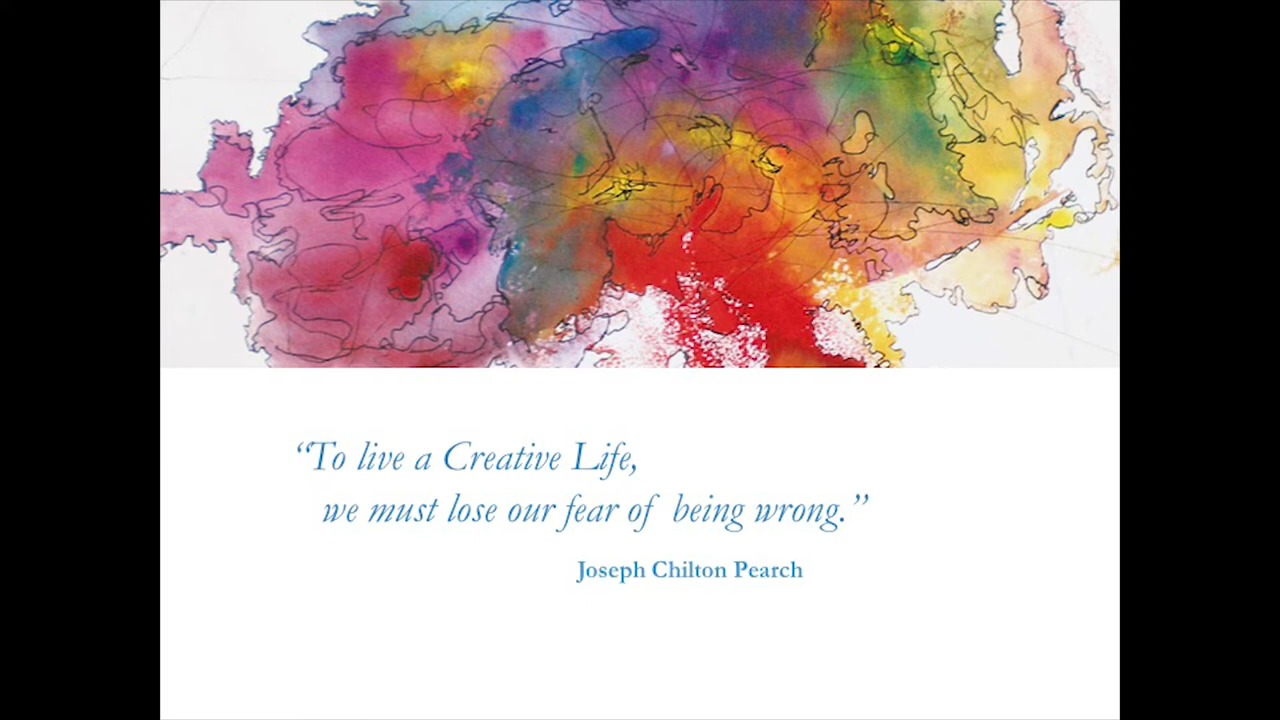 “To live a Creative Life,
we must lose our fear of being wrong.”
Joseph Chilton Pearch